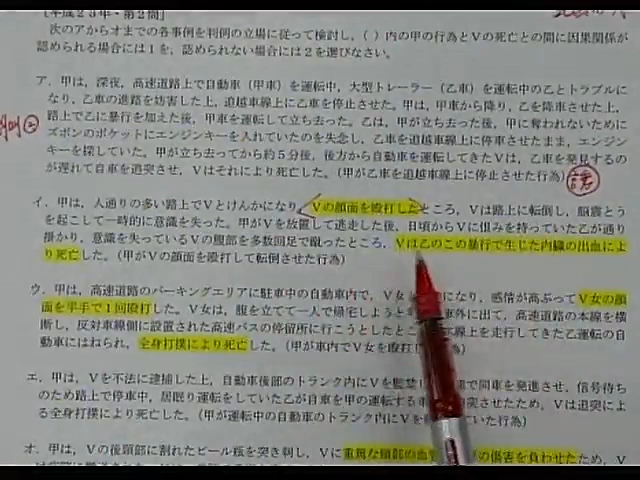 [平成２３年・第２問]
次のアからオまでの各事例を判例の立場に従って検討し，（ ）内の甲の行為とＶの死亡との間に因果関係が
認められる場合には１を，認められない場合には２を選びなさい。
ア．甲は，深夜，高速道路上で自動車（甲車）を運転中，大型トレーラー（乙車）を運転中の乙とトラブルに
なり，乙車の進路を妨害した上，追越車線上に乙車を停止させた。甲は，甲車から降り，乙を降車させた上，
路上で乙に暴行を加えた後，甲車を運転して立ち去った。乙は，甲が立ち去った後，甲に奪われないために
ズボンのポケットにエンジンキーを入れていたのを失念し，乙車を追越車線上に停車させたまま，エンジン
キーを探していた。甲が立ち去ってから約５分後，後方から自動車を運転してきたＶは，乙車を発見するの
が遅れて自車を追突させ，Ｖはそれにより死亡した。（甲が乙車を追越車線上に停止させた行為）
イ．甲は，人通りの多い路上でＶとけんかになり，Ｖの顔面を殴打したところ，Ｖは路上に転倒し，脳震とう
を起こして一時的に意識を失った。甲がＶを放置して逃走した後，日頃からＶに恨みを持っていた乙が通り
掛かり，意識を失っているＶの腹部を多数回足で蹴ったところ，Ｖは乙のこの暴行で生じた内臓の出血によ
り死亡した。（甲がＶの顔面を殴打して転倒させた行為）
ウ．甲は，高速道路のパーキングエリアに駐車中の自動車内で，Ｖ女 になり，感情が高ぶってＶ女の顔
面を平手で１回殴打した。Ｖ女は，腹を立てて一人で帰宅しようと 車外に出て，高速道路の本線を横
断し，反対車線側に設置された高速バスの停留所に行こうとしたとこ 線上を走行してきた乙運転の自
動車にはねられ，全身打撲により死亡した。（甲が車内でＶ女を殴打し 為）
エ．甲は，Ｖを不法に逮捕した上，自動車後部のトランク内にＶを監禁し で同車を発進させ，信号待ち
のため路上で停車中，居眠り運転をしていた乙が自車を甲の運転する車 突させたため，Ｖは追突によ
る全身打撲により死亡した。（甲が運転中の自動車のトランク内にＶを していた行為）
オ．甲は，Ｖの後頸部に割れたビール瓶を突き刺し，Ｖに重篤な頸部の血管 の傷害を負わせたため，Ｖ